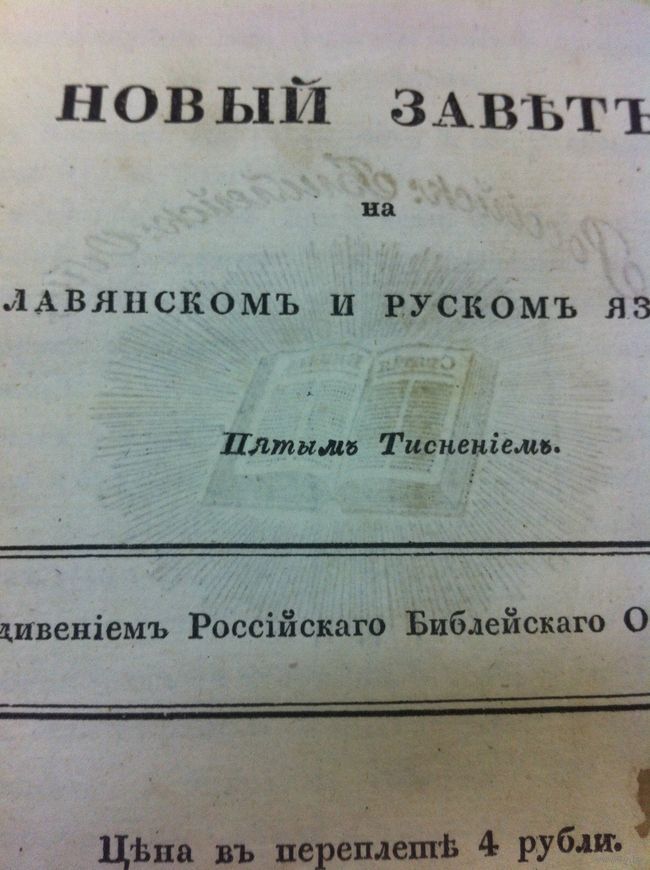 НОВЫЙ ЗАВѢТЪ
на
ЛАВЯНСКОМЪ И РУСКОМЪ ЯЗ
Пятымъ Тисненіемъ.
дивеніемъ Россійскаго Библейскаго О
Цѣна въ переплетѣ 4 рубли.